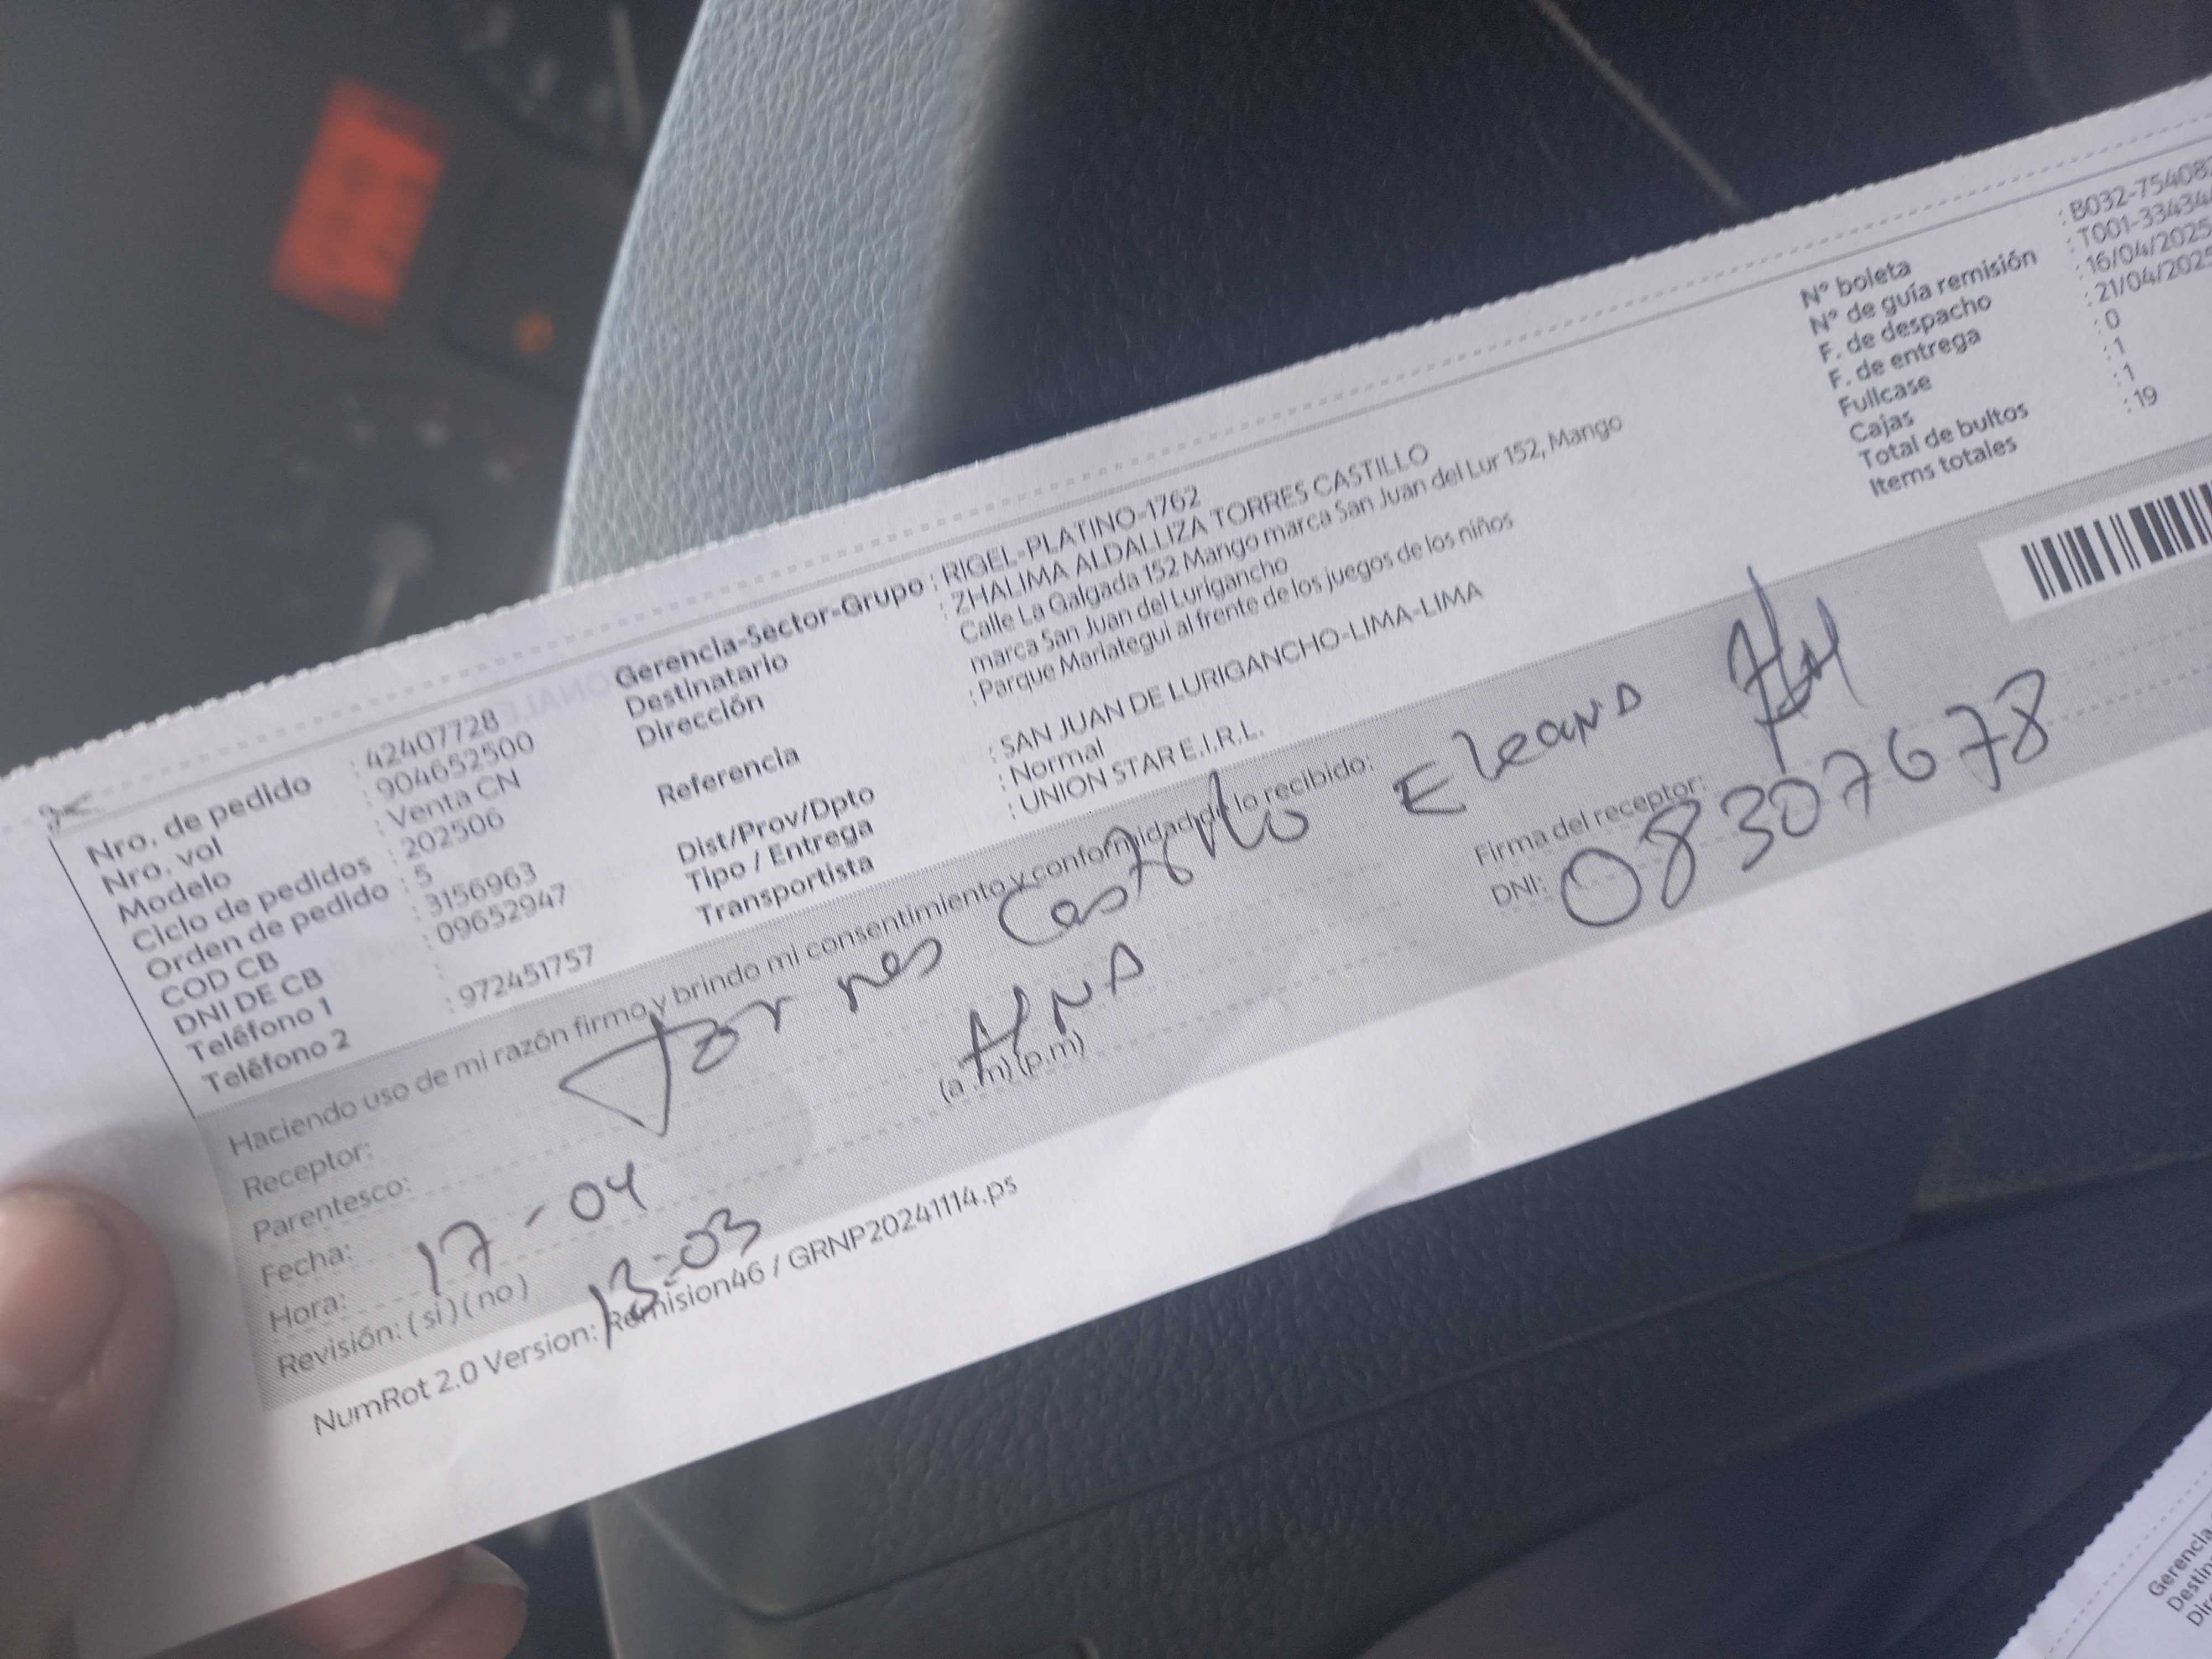 Nro. de pedido : 42407728
Nro. vol : 904652500
Modelo : Venta CN
Ciclo de pedidos : 202506
Orden de pedido : 5
COD CB : 3156963
DNI DE CB : 09652947
Teléfono 1 :
Teléfono 2 : 972451757
Gerencia-Sector-Grupo : RIGEL-PLATINO-1762
Destinatario : ZHALIMA ALDALLIZA TORRES CASTILLO
Dirección Calle La Galgada 152 Mango marca San Juan del Lur 152, Mango
marca San Juan del Lurigancho
Referencia : Parque Mariategui al frente de los juegos de los niños
Dist/Prov/Dpto : SAN JUAN DE LURIGANCHO-LIMA-LIMA
Tipo / Entrega : Normal
Transportista : UNION STAR E.I.R.L.
N° boleta : B032-75408
N° de guía remisión : T001-33434
F. de despacho : 16/04/2025
F. de entrega : 21/04/2025
Fullcase : 0
Cajas : 1
Total de bultos : 1
Items totales : 19
Haciendo uso de mi razón firmo y brindo mi consentimiento y conformidad de lo recibido:
Receptor: Torres Castillo
Parentesco:
Fecha: 17-04
Hora: 13:03 (a.m)(p.m)
Revisión: (si)(no)
Firma del receptor:
DNI: 08307678
NumRot 2.0 Version: Remision46 / GRNP20241114.ps
Gerencia